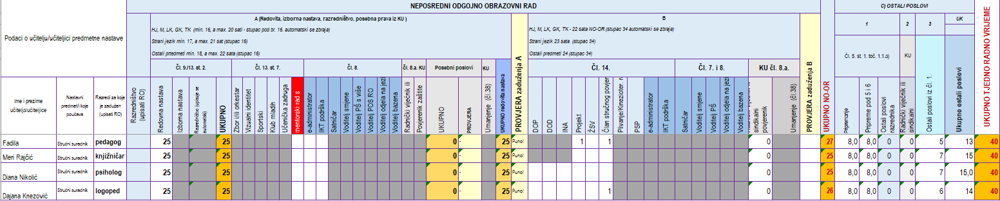 NEPOSREDNI ODGOJNO OBRAZOVNI RAD
C) OSTALI POSLOVI
UKUPNO TJEDNO RADNO VRIJEME
Podaci o učitelju/učiteljici predmetne nastave
A (Redovita, izborna nastava, razredništvo, posebna prava iz KU )
HJ, M, LK, GK, TK (min. 16, a max. 20 sati - stupac pod br. 16. automatski se zbraja)
Strani jezik min. 17, a max. 21 sat (stupac 16)
Ostali prtedmeti min. 18, a max. 22 sata (stupac 16)
PROVJERA zaduženja A
B
HJ, M, LK, GK, TK - 22 sata NO-OR (stupac 34 automatski se zbraja)
Strani jezik 23 sata (stupac 34)
Ostali predmeti 24 (stupac 34)
PROVJERA zaduženja B
UKUPNO NO-OR
1 2 3 UK
Čl. 5. st. 1. toč. 1.1.a) KU
Čl. 9./13. st. 2. Čl. 13. st. 7. Čl. 8. čl. 8.a. KU Posebni poslovi KU
Čl. 14. Čl. 7. i 8. KU čl. 8.a.
Ime i prezime učitelja/učiteljice
Nastavni predmet/i koje poučava
Razredi za koje je zadužen (upisati RO)
Razredništvo (upisati RO)
Redovna nastava
Izborna nastava
Razredništvo (upisuje se automatski)
UKUPNO
Zbor i/ili orkestar
Vizualni identitet
Sportski
Klub mladih
Učenička zadruga
mentorski rad s
e-administrator
IKT podrška
Satničar
Voditelj smjene
Voditelj PŠ s više
Voditelj POS RO
Voditelj odjela na jezi
Voditelj bazena
Radnički vijećnik ili
Povjerenik zaštite
UKUPNO
PROVJERA
Umanjenje (čl.38)
UKUPNO redovita nastava
DOP
DOD
INA
Projekt
ŽSV
Član stručnog povjer
Plivanje/Kinezioter
PSP
e-administrator
IKT podrška
Satničar
Voditelj smjene
Voditelj PŠ
Voditelj odjela na jezi
Voditelj bazena
sindikalni povjerenik
Umanjenje (čl.38)
Pripremanje
Pripreme pod 5 i 6
Ostali poslovi razrednika
Radnički vijećnik ili sindikalni
Ostali poslovi iz čl. 1.
Ukupno ostali poslovi
Fadila Stručni suradnik pedagog 25 25 0 - 25 Puno! 1 1 0 27 8,0 8,0 0 0 5 13 40
Meri Rajčić Stručni suradnik knjižničar 25 25 0 - 25 Puno! 0 25 8,0 8,0 0 0 7 15 40
Diana Nikolić Stručni suradnik psiholog 25 25 0 - 25 Puno! 0 25 8,0 8,0 0 0 7 15,0 40
Dajana Knezović Stručni suradnik logoped 25 25 0 - 25 Puno! 1 0 26 8,0 8,0 0 0 6 14 40